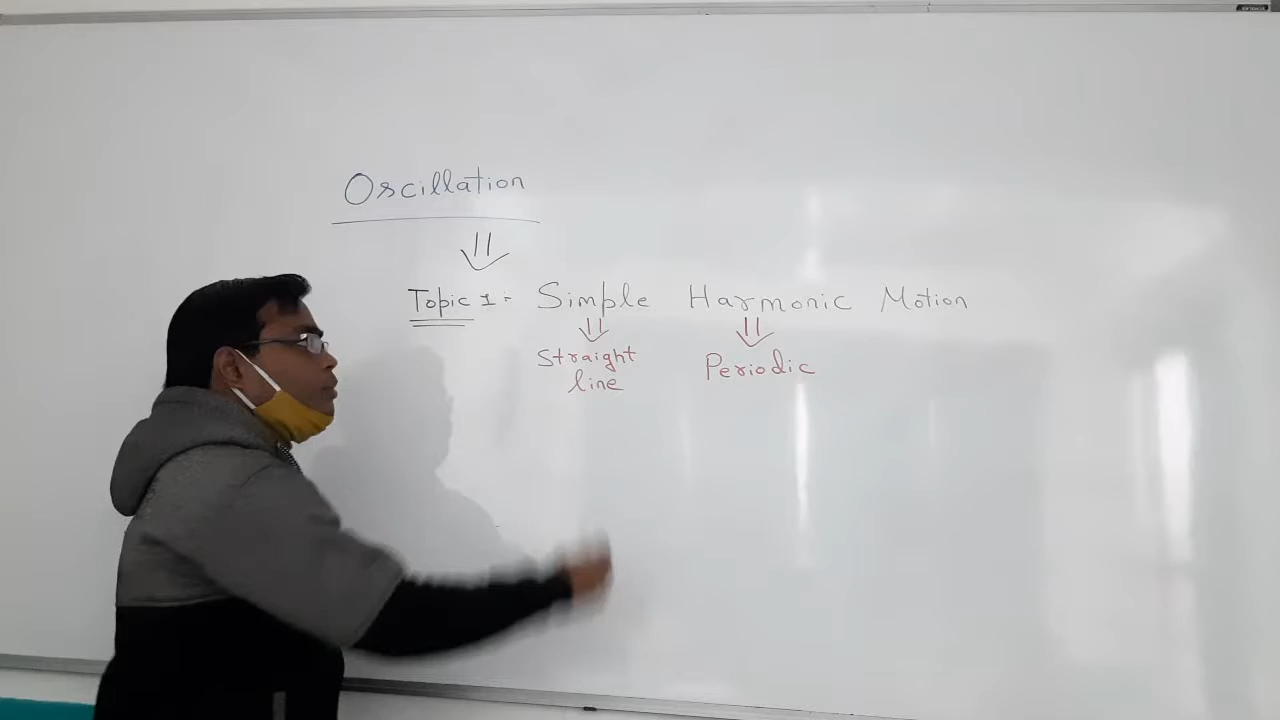 Oscillation
Topic 1:- Simple Harmonic Motion
Straight Periodic
line